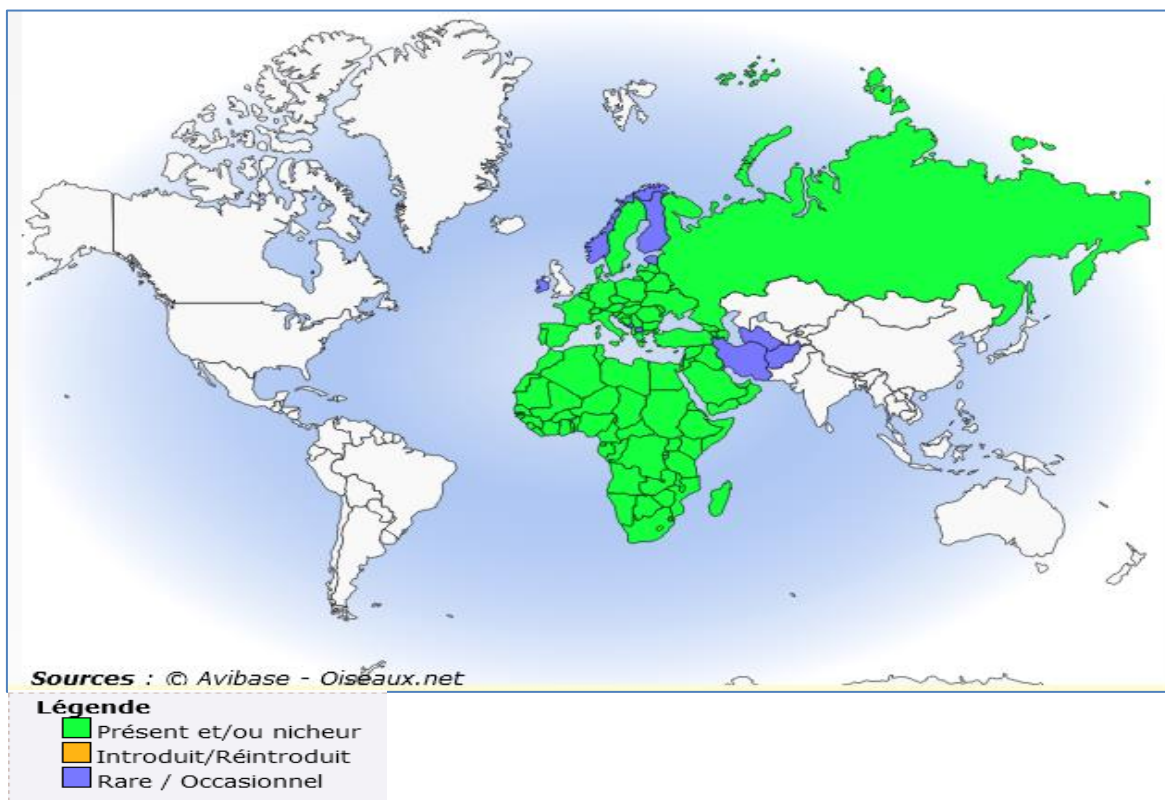 Sources : © Avibase - Oiseaux.net
Légende
Présent et/ou nicheur
Introduit/Réintroduit
Rare / Occasionnel